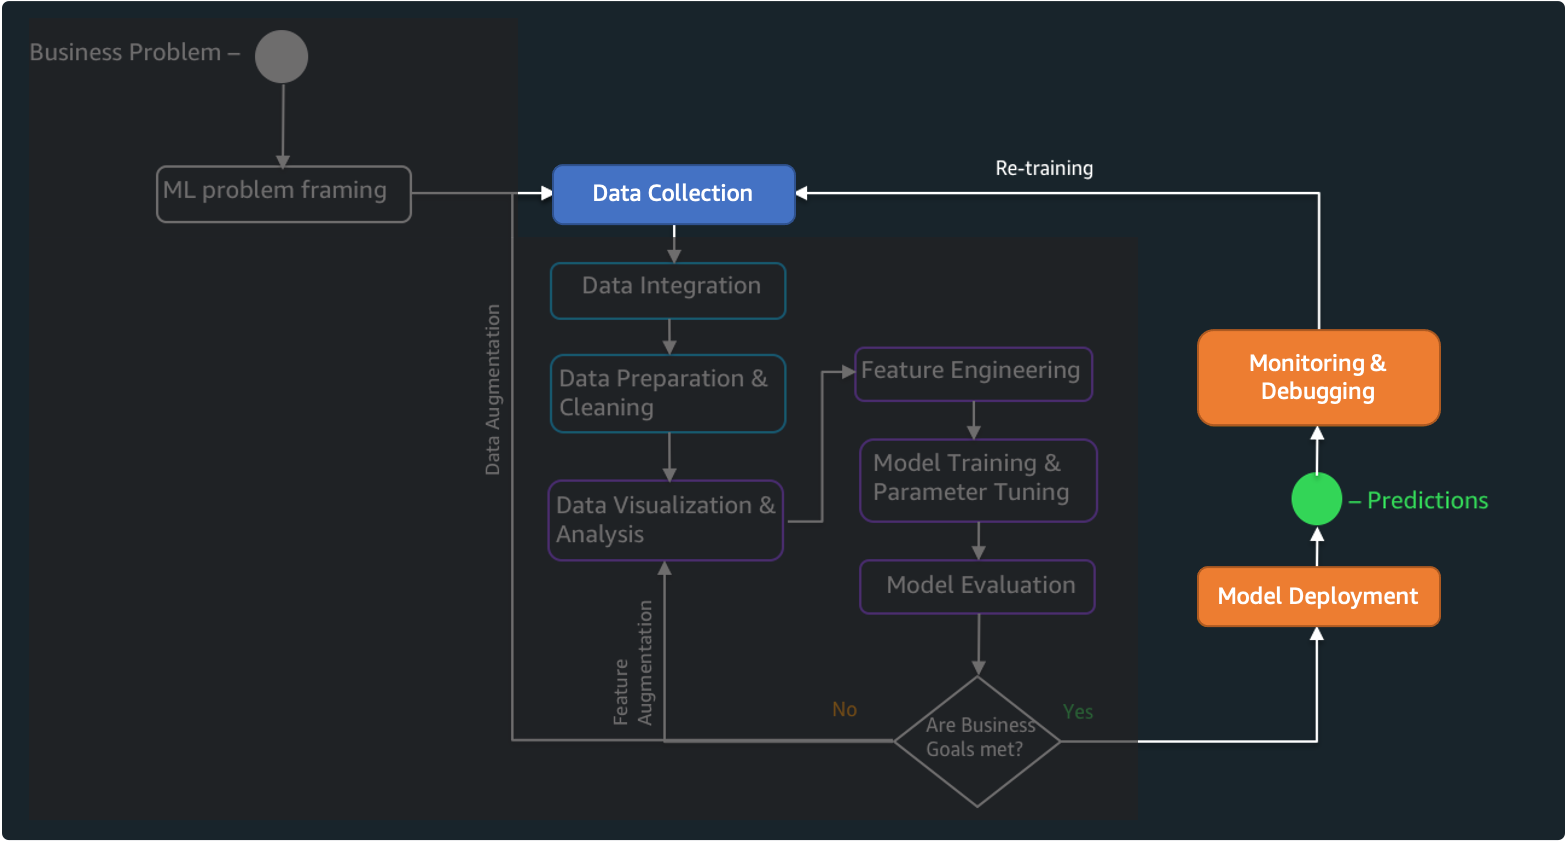 Business Problem –
ML problem framing
Re-training
Data Collection
Data Integration
Data Augmentation
Data Preparation &
Cleaning
Feature Engineering
Monitoring &
Debugging
Model Training &
Parameter Tuning
Data Visualization &
Analysis
– Predictions
Model Evaluation
Model Deployment
Feature
Augmentation
No
Are Business
Goals met?
Yes